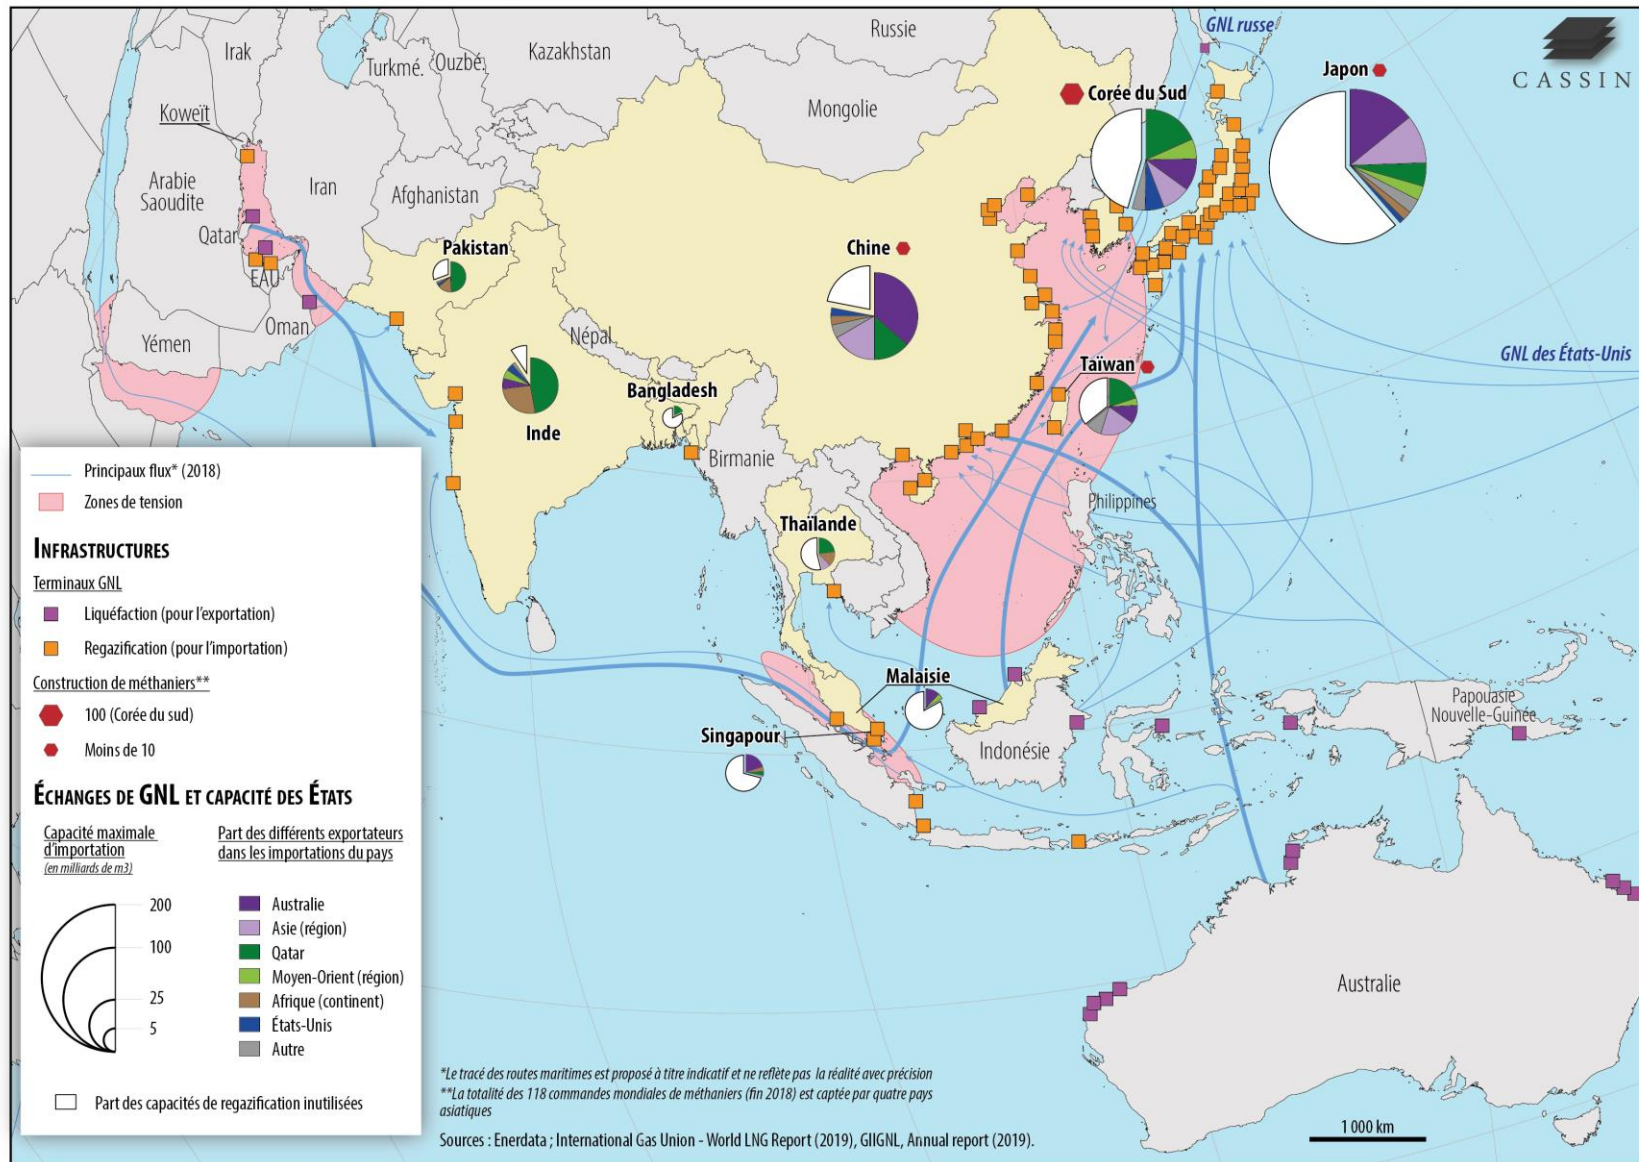 GNL russe
CASSIN
Russie
Kazakhstan
Irak
Turkmé.
Ouzbé.
Mongolie
Japon
Corée du Sud
Koweït
Arabie
Saoudite
Iran
Afghanistan
Qatar
EAU
Oman
Yémen
Pakistan
Chine
Népal
Inde
Bangladesh
Birmanie
Taïwan
GNL des États-Unis
Philippines
Thaïlande
Malaisie
Singapour
Indonésie
Papouasie
Nouvelle-Guinée
Australie
Principaux flux* (2018)
Zones de tension
INFRASTRUCTURES
Terminaux GNL
Liquéfaction (pour l'exportation)
Regazification (pour l'importation)
Construction de méthaniers**
100 (Corée du sud)
Moins de 10
ÉCHANGES DE GNL ET CAPACITÉ DES ÉTATS
Capacité maximale
d'importation
(en milliards de m3)
200
100
25
5
Part des différents exportateurs
dans les importations du pays
Australie
Asie (région)
Qatar
Moyen-Orient (région)
Afrique (continent)
États-Unis
Autre
Part des capacités de regazification inutilisées
*Le tracé des routes maritimes est proposé à titre indicatif et ne reflète pas la réalité avec précision
**La totalité des 118 commandes mondiales de méthaniers (fin 2018) est captée par quatre pays
asiatiques
Sources : Enerdata ; International Gas Union - World LNG Report (2019), GIIGNL, Annual report (2019).
1 000 km